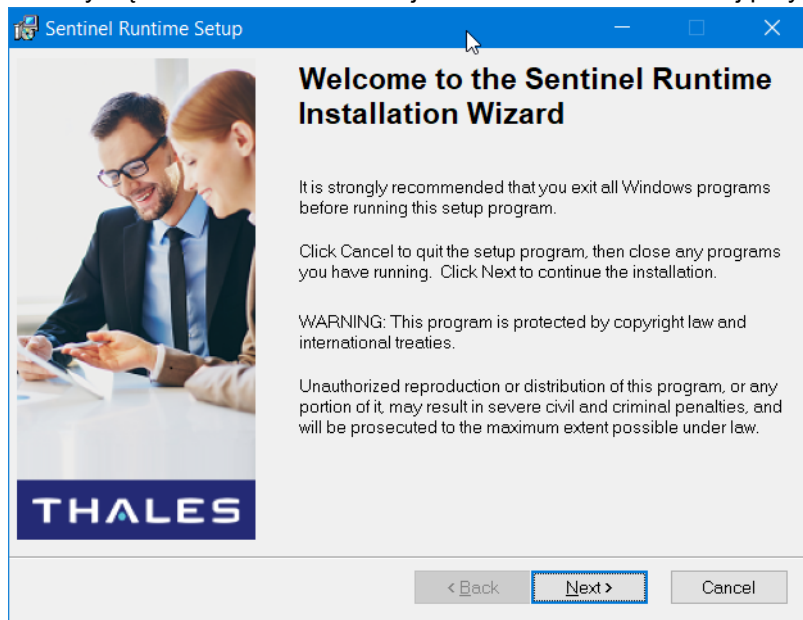 Sentinel Runtime Setup
Welcome to the Sentinel Runtime
Installation Wizard
It is strongly recommended that you exit all Windows programs
before running this setup program.
Click Cancel to quit the setup program, then close any programs
you have running. Click Next to continue the installation.
WARNING: This program is protected by copyright law and
international treaties.
Unauthorized reproduction or distribution of this program, or any
portion of it, may result in severe civil and criminal penalties, and
will be prosecuted to the maximum extent possible under law.
THALES
< Back Next > Cancel